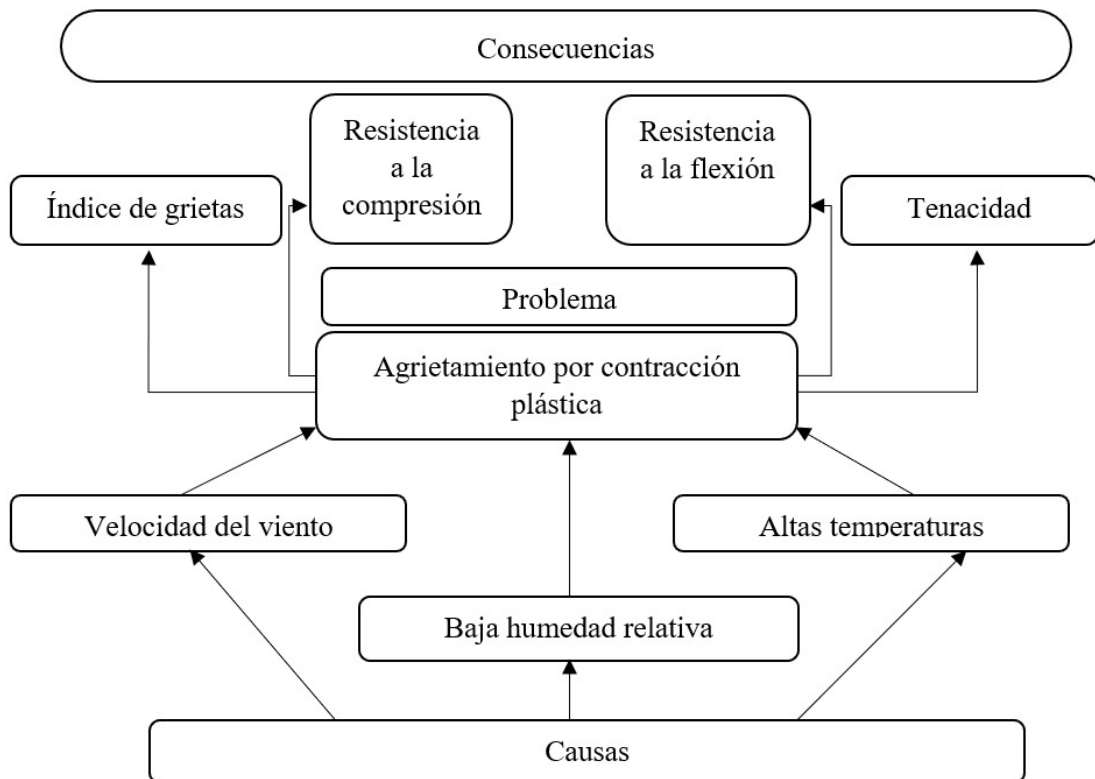 Consecuencias
Resistencia
a la
compresión
Resistencia
a la flexión
Índice de grietas
Tenacidad
Problema
Agrietamiento por contracción
plástica
Velocidad del viento
Altas temperaturas
Baja humedad relativa
Causas